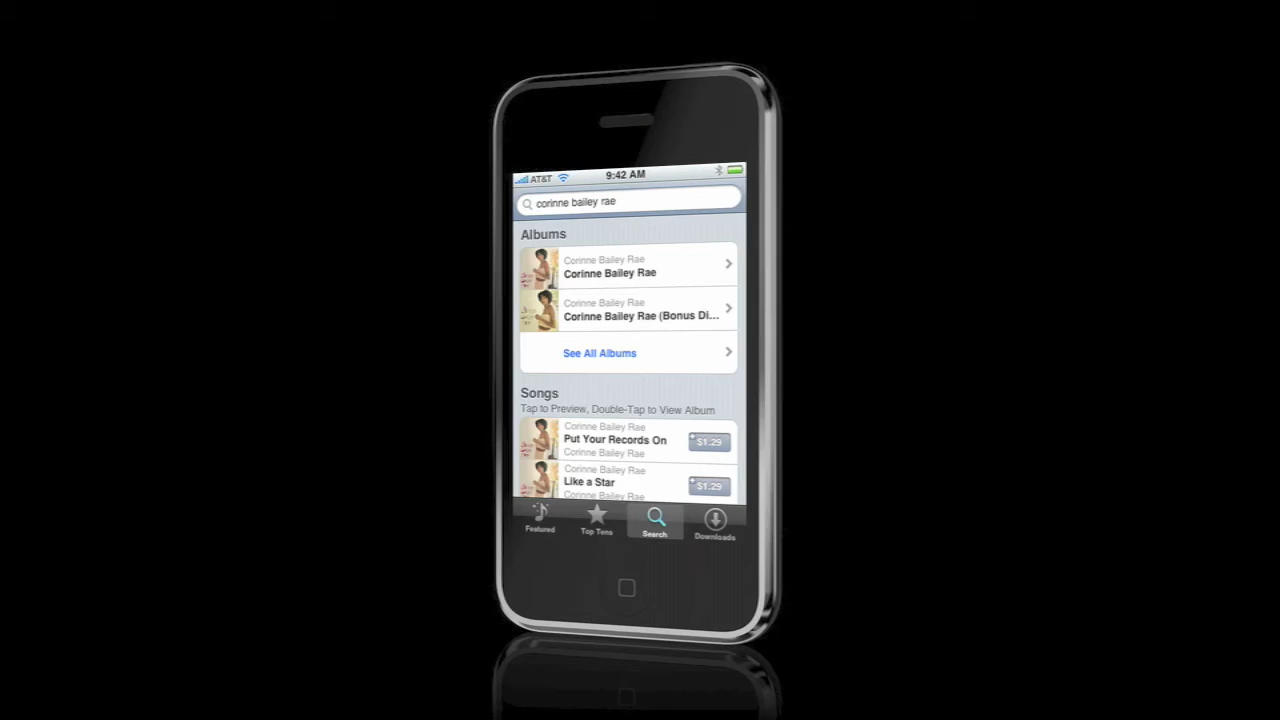 AT&T 9:42 AM
corinne bailey rae
Albums
Corinne Bailey Rae
Corinne Bailey Rae
Corinne Bailey Rae
Corinne Bailey Rae (Bonus Di...
See All Albums
Songs
Tap to Preview, Double-Tap to View Album
Corinne Bailey Rae
Put Your Records On
$1.29
Corinne Bailey Rae
Corinne Bailey Rae
Like a Star
$1.29
Corinne Bailey Rae
Featured
Top Tens
Search
Downloads